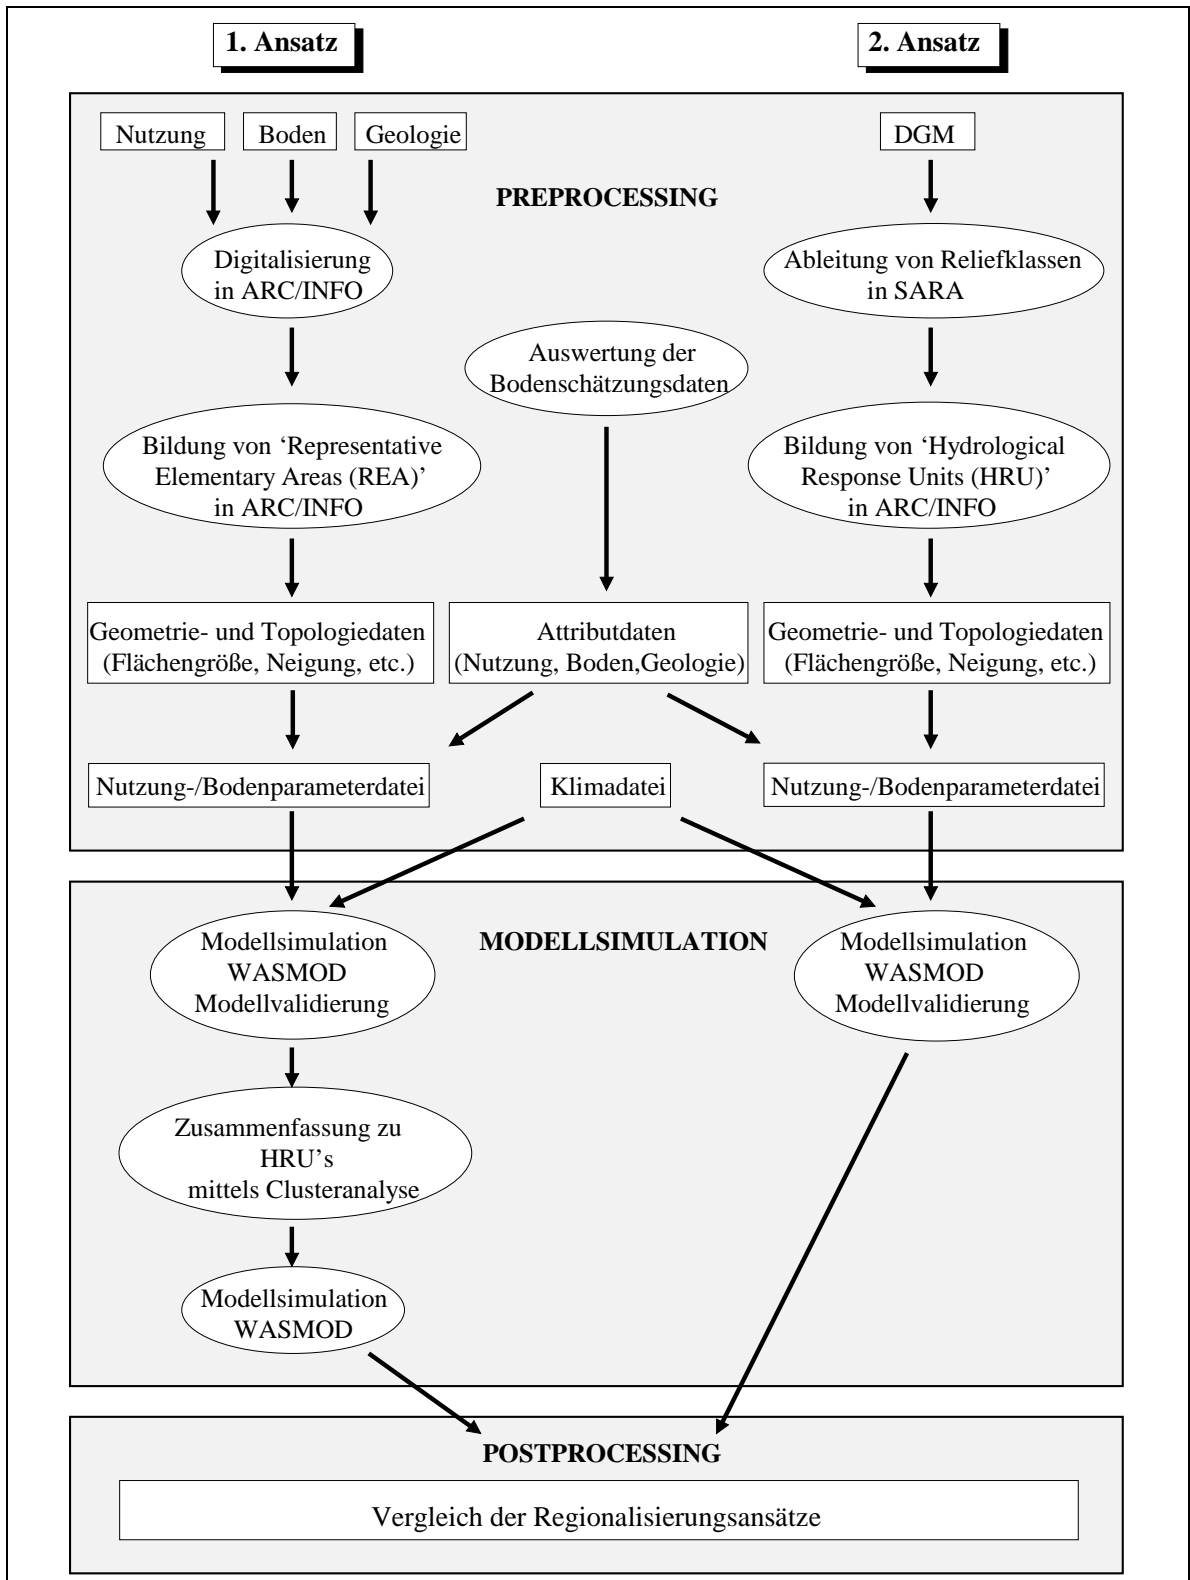 1. Ansatz
2. Ansatz
Nutzung
Boden
Geologie
DGM
PREPROCESSING
Digitalisierung
in ARC/INFO
Ableitung von Reliefklassen
in SARA
Auswertung der
Bodenschätzungsdaten
Bildung von ‘Representative
Elementary Areas (REA)’
in ARC/INFO
Bildung von ‘Hydrological
Response Units (HRU)’
in ARC/INFO
Geometrie- und Topologiedaten
(Flächengröße, Neigung, etc.)
Attributdaten
(Nutzung, Boden,Geologie)
Geometrie- und Topologiedaten
(Flächengröße, Neigung, etc.)
Nutzung-/Bodenparameterdatei
Klimadatei
Nutzung-/Bodenparameterdatei
MODELLSIMULATION
Modellsimulation
WASMOD
Modellvalidierung
Modellsimulation
WASMOD
Modellvalidierung
Zusammenfassung zu
HRU’s
mittels Clusteranalyse
Modellsimulation
WASMOD
POSTPROCESSING
Vergleich der Regionalisierungsansätze